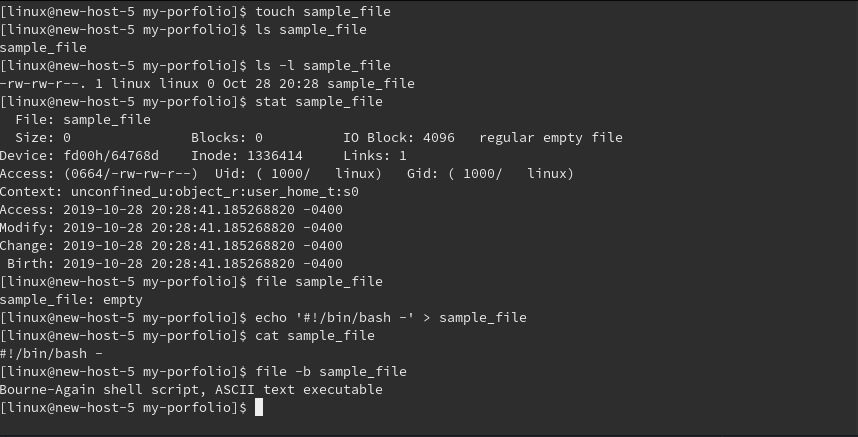 [linux@new-host-5 my-porfolio]$ touch sample_file
[linux@new-host-5 my-porfolio]$ ls sample_file
sample_file
[linux@new-host-5 my-porfolio]$ ls -l sample_file
-rw-rw-r--. 1 linux linux 0 Oct 28 20:28 sample_file
[linux@new-host-5 my-porfolio]$ stat sample_file
  File: sample_file
  Size: 0               Blocks: 0          IO Block: 4096   regular empty file
Device: fd00h/64768d    Inode: 1336414     Links: 1
Access: (0664/-rw-rw-r--)  Uid: ( 1000/   linux)   Gid: ( 1000/   linux)
Context: unconfined_u:object_r:user_home_t:s0
Access: 2019-10-28 20:28:41.185268820 -0400
Modify: 2019-10-28 20:28:41.185268820 -0400
Change: 2019-10-28 20:28:41.185268820 -0400
 Birth: 2019-10-28 20:28:41.185268820 -0400
[linux@new-host-5 my-porfolio]$ file sample_file
sample_file: empty
[linux@new-host-5 my-porfolio]$ echo '#!/bin/bash -' > sample_file
[linux@new-host-5 my-porfolio]$ cat sample_file
#!/bin/bash -
[linux@new-host-5 my-porfolio]$ file -b sample_file
Bourne-Again shell script, ASCII text executable
[linux@new-host-5 my-porfolio]$